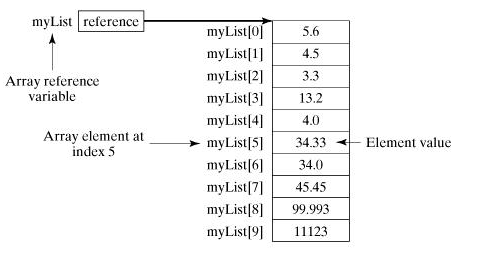 myList reference
myList[0] 5.6
myList[1] 4.5
Array reference
variable
myList[2] 3.3
myList[3] 13.2
myList[4] 4.0
Array element at
index 5
myList[5] 34.33 Element value
myList[6] 34.0
myList[7] 45.45
myList[8] 99.993
myList[9] 11123